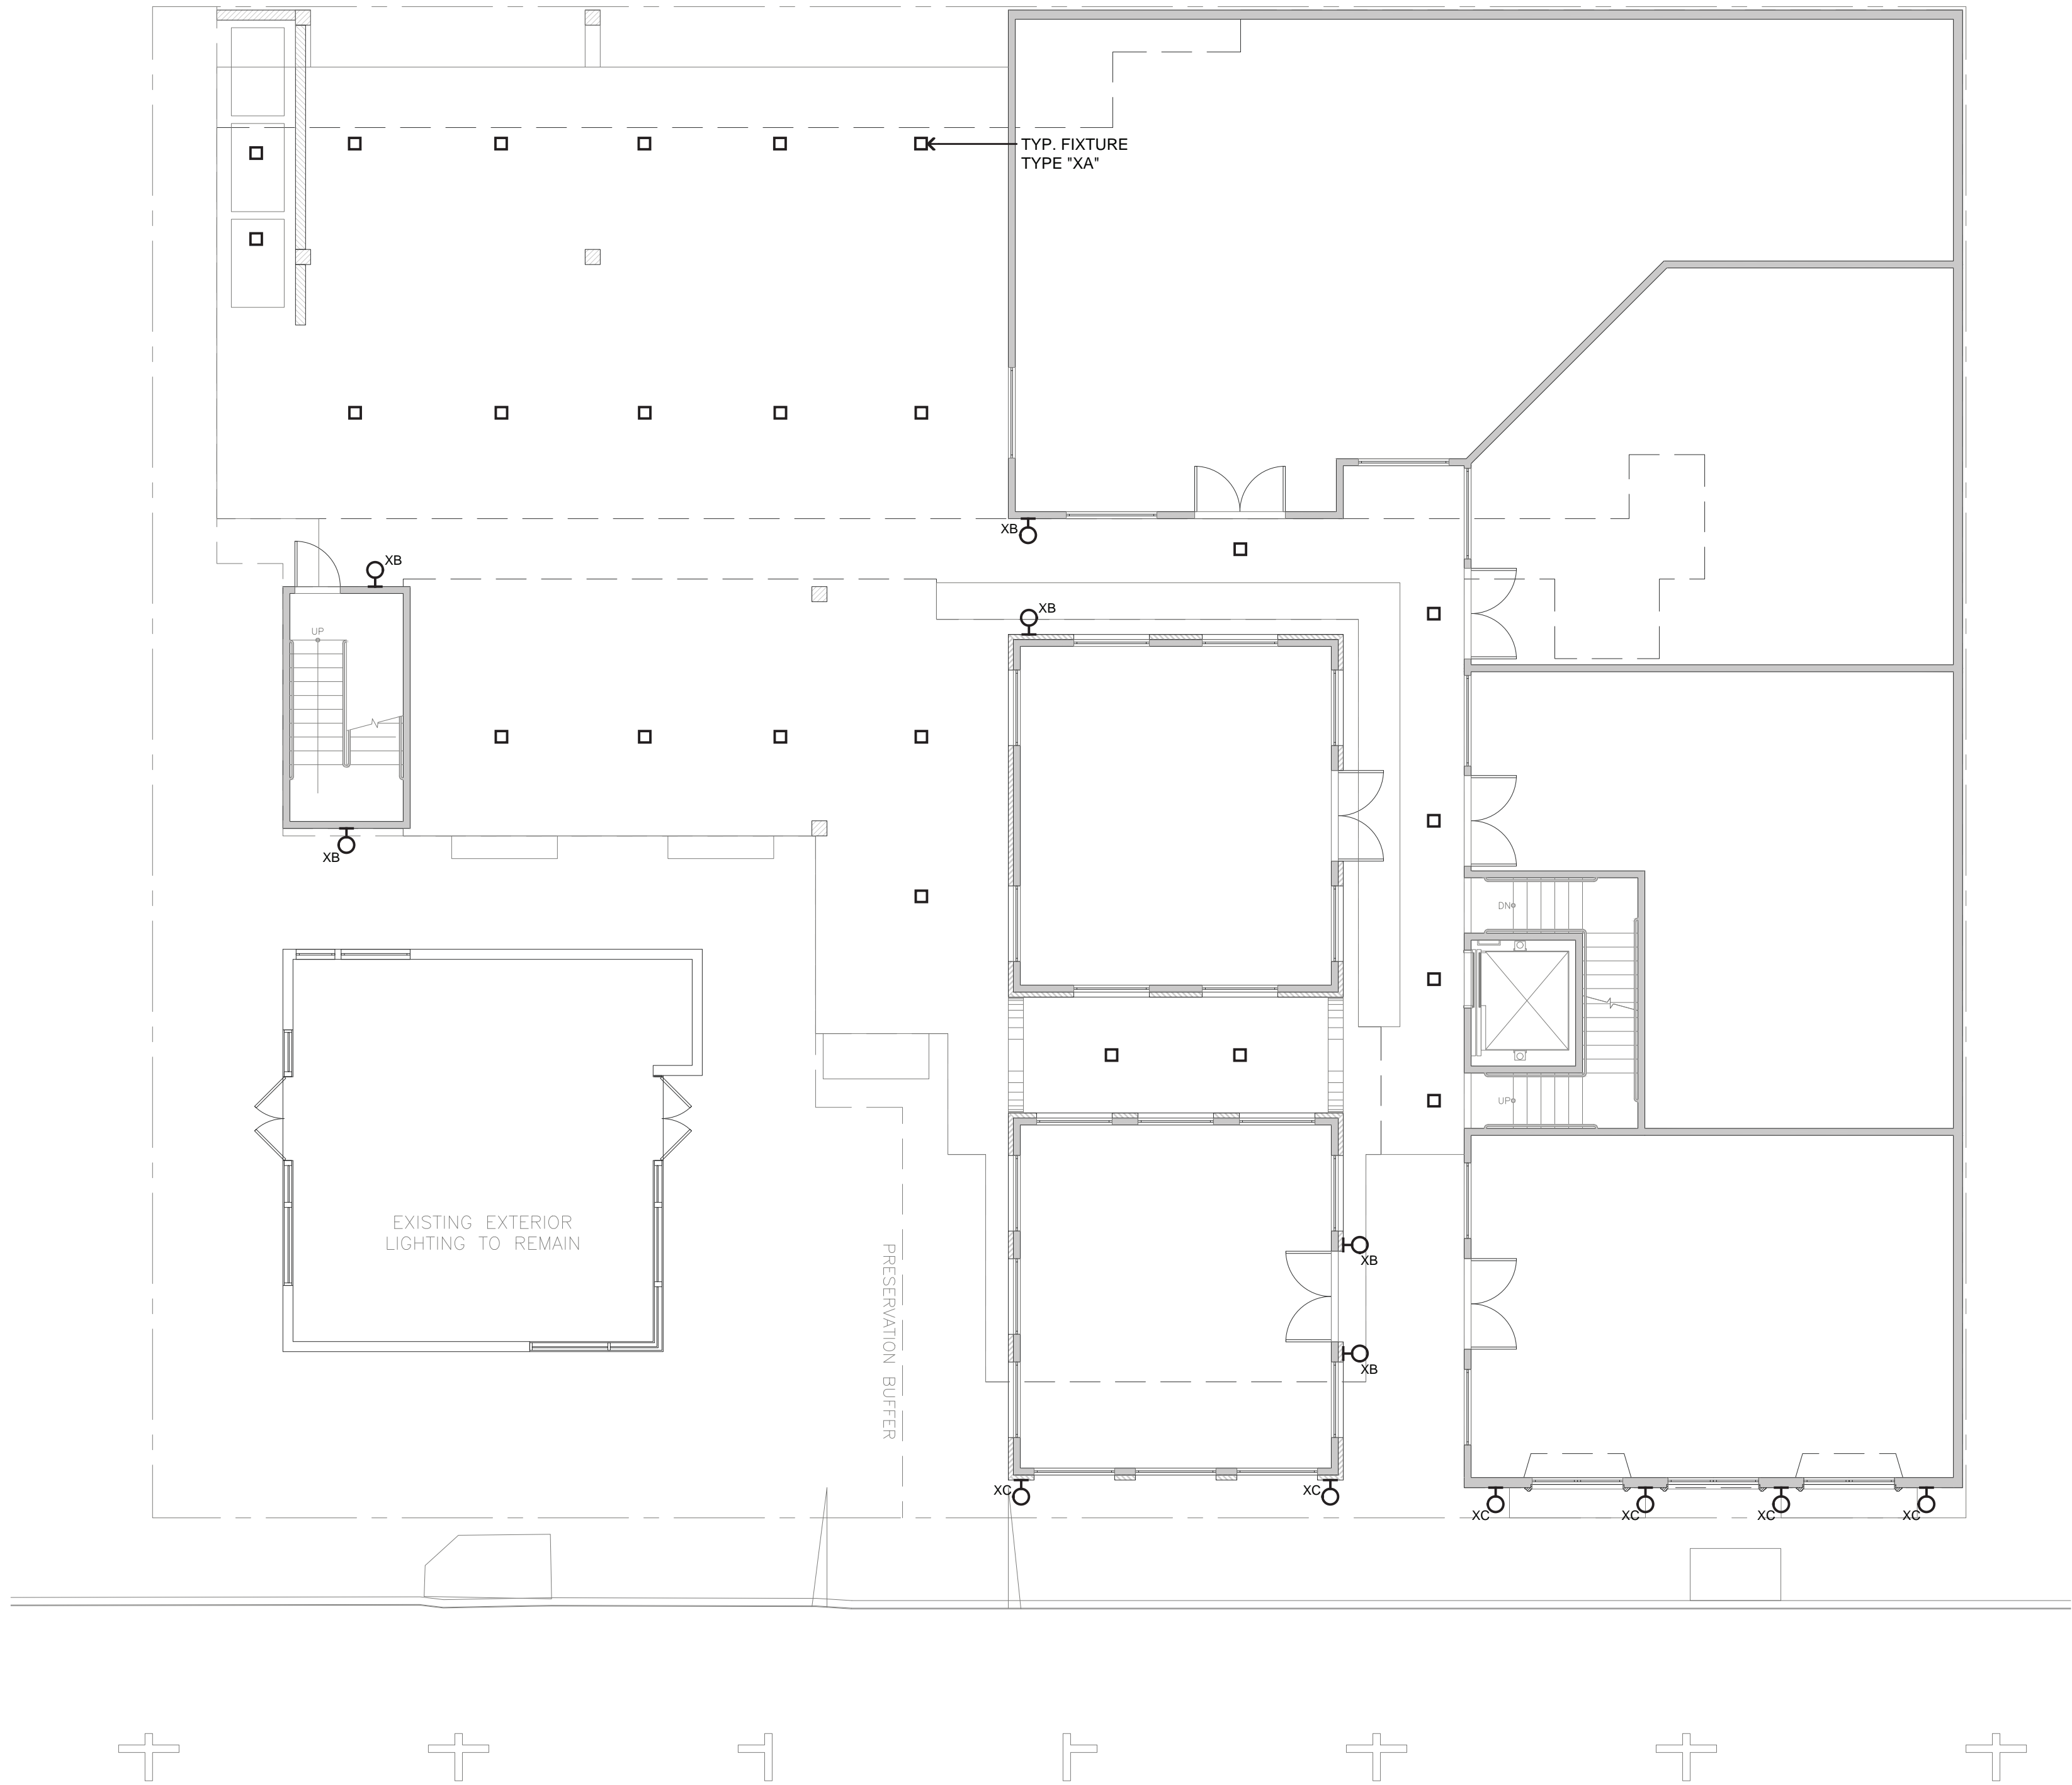 TYP. FIXTURE
TYPE "XA"
XB
XB
XB
UP
XB
DN
UP
EXISTING EXTERIOR
LIGHTING TO REMAIN
PRESERVATION BUFFER
XB
XB
XC
XC
XC
XC
XC
XC